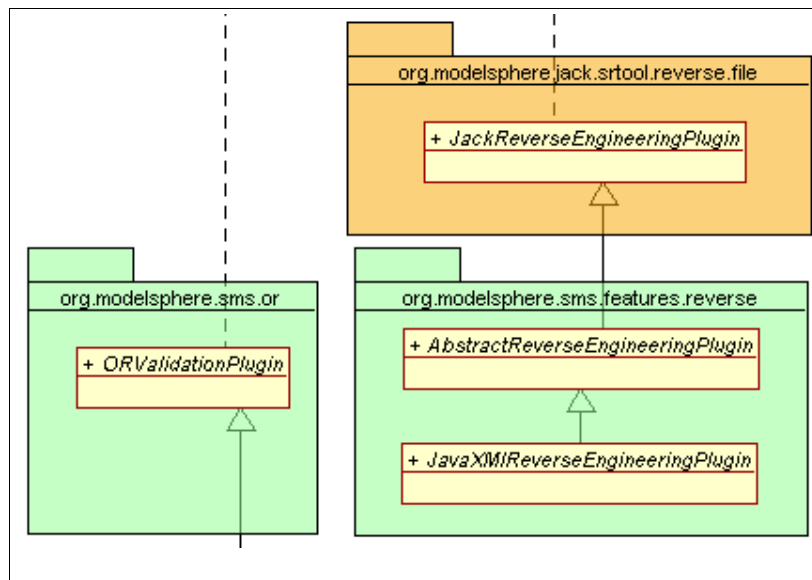 org.modelsphere.jack.srtool.reverse.file
+ JackReverseEngineeringPlugin
org.modelsphere.sms.or
+ ORValidationPlugin
org.modelsphere.sms.features.reverse
+ AbstractReverseEngineeringPlugin
+ JavaXMIReverseEngineeringPlugin